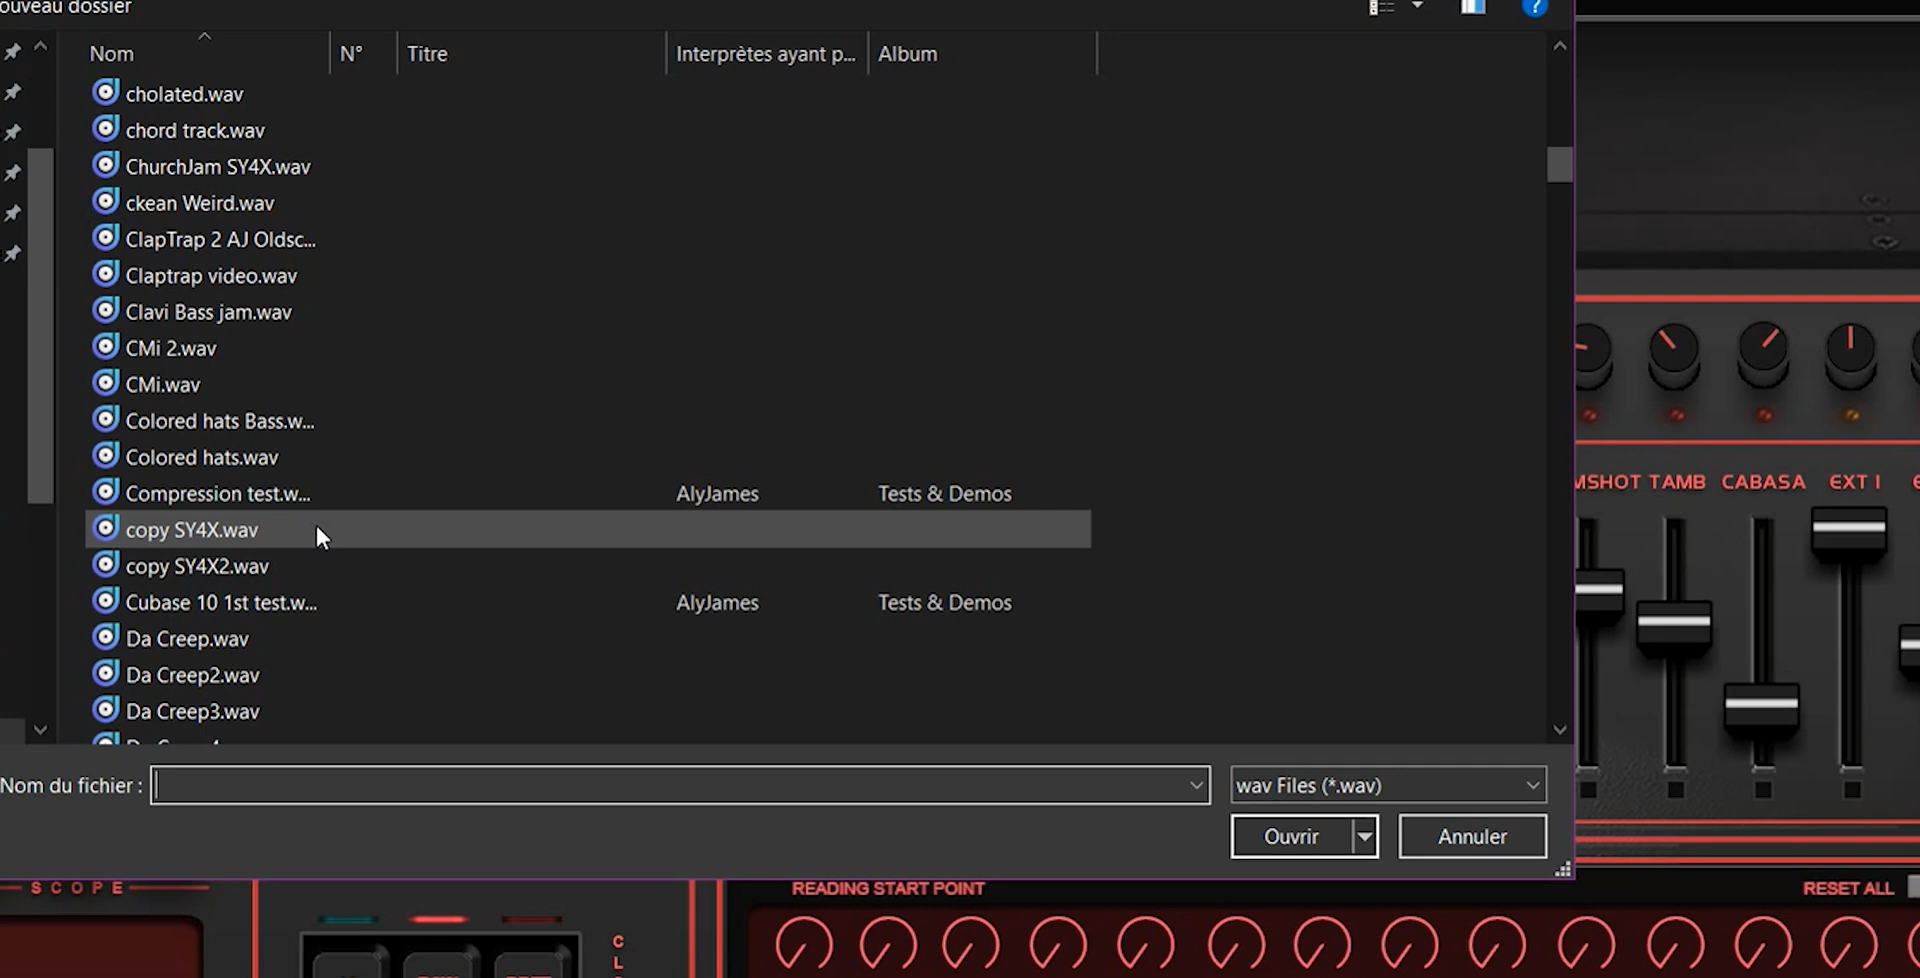 ouveau dossier
Nom N° Titre Interprètes ayant p... Album
cholated.wav
chord track.wav
ChurchJam SY4X.wav
ckean Weird.wav
ClapTrap 2 AJ Oldsc...
Claptrap video.wav
Clavi Bass jam.wav
CMi 2.wav
CMi.wav
Colored hats Bass.w...
Colored hats.wav
Compression test.w... AlyJames Tests & Demos
copy SY4X.wav
copy SY4X2.wav
Cubase 10 1st test.w... AlyJames Tests & Demos
Da Creep.wav
Da Creep2.wav
Da Creep3.wav
MSHOT TAMB CABASA EXT I
Nom du fichier : wav Files (*.wav)
Ouvrir Annuler
SCOPE READING START POINT RESET ALL
C
L